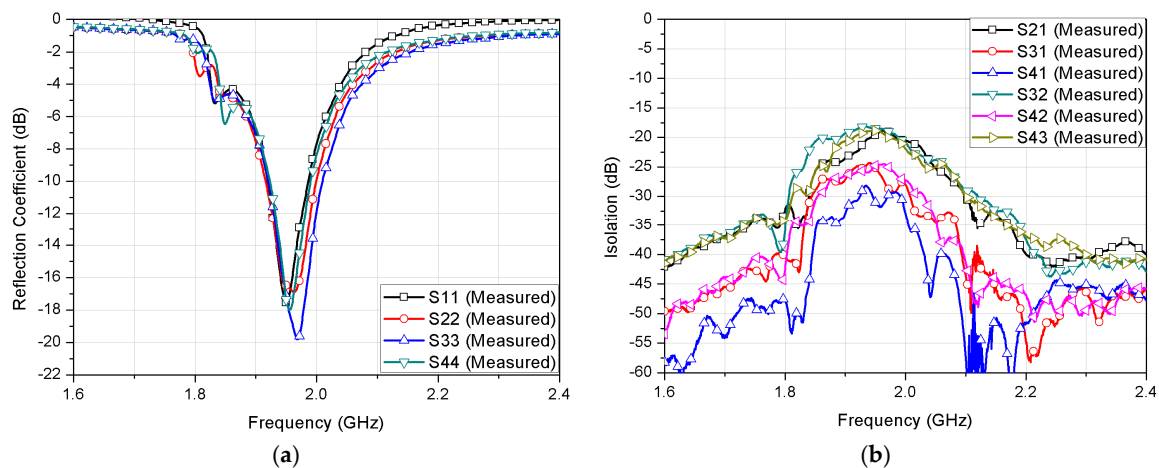 0
-2
-4
-6
-8
-10
-12
-14
-16
-18
-20
-22
Reflection Coefficient (dB)
1.6 1.8 2.0 2.2 2.4
Frequency (GHz)
S11 (Measured)
S22 (Measured)
S33 (Measured)
S44 (Measured)
(a)
0
-5
-10
-15
-20
-25
-30
-35
-40
-45
-50
-55
-60
Isolation (dB)
1.6 1.8 2.0 2.2 2.4
Frequency (GHz)
S21 (Measured)
S31 (Measured)
S41 (Measured)
S32 (Measured)
S42 (Measured)
S43 (Measured)
(b)